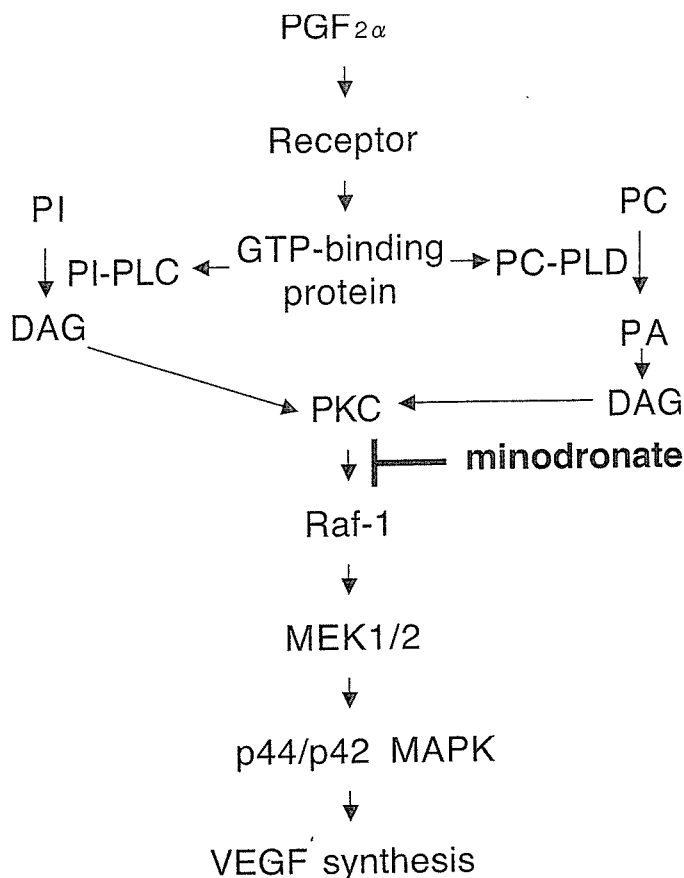 PGF2α
Receptor
PI
PC
GTP-binding
protein
PI-PLC
PC-PLD
DAG
PA
PKC
DAG
minodronate
Raf-1
MEK1/2
p44/p42 MAPK
VEGF synthesis